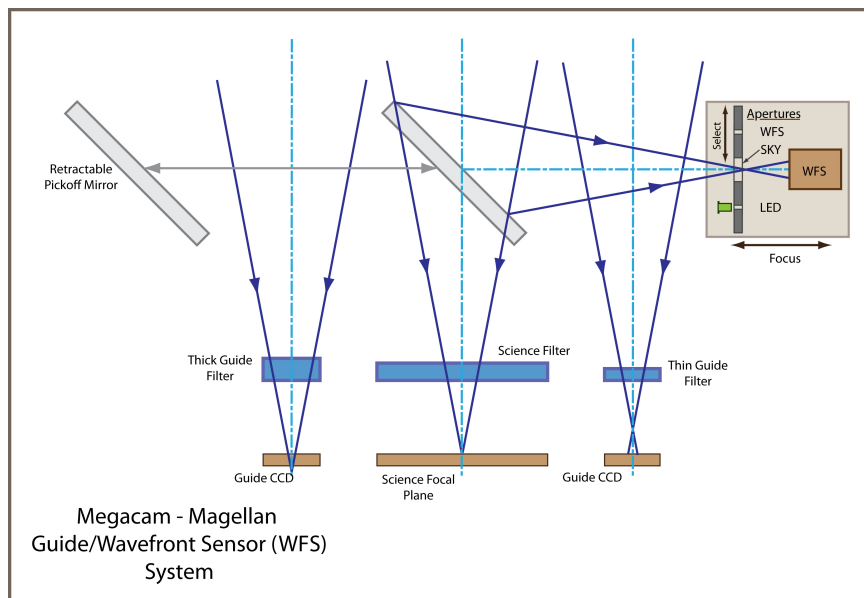 Apertures
WFS
SKY
Select
WFS
LED
Focus
Retractable
Pickoff Mirror
Thick Guide
Filter
Science Filter
Thin Guide
Filter
Guide CCD
Science Focal
Plane
Guide CCD
Megacam - Magellan
Guide/Wavefront Sensor (WFS)
System